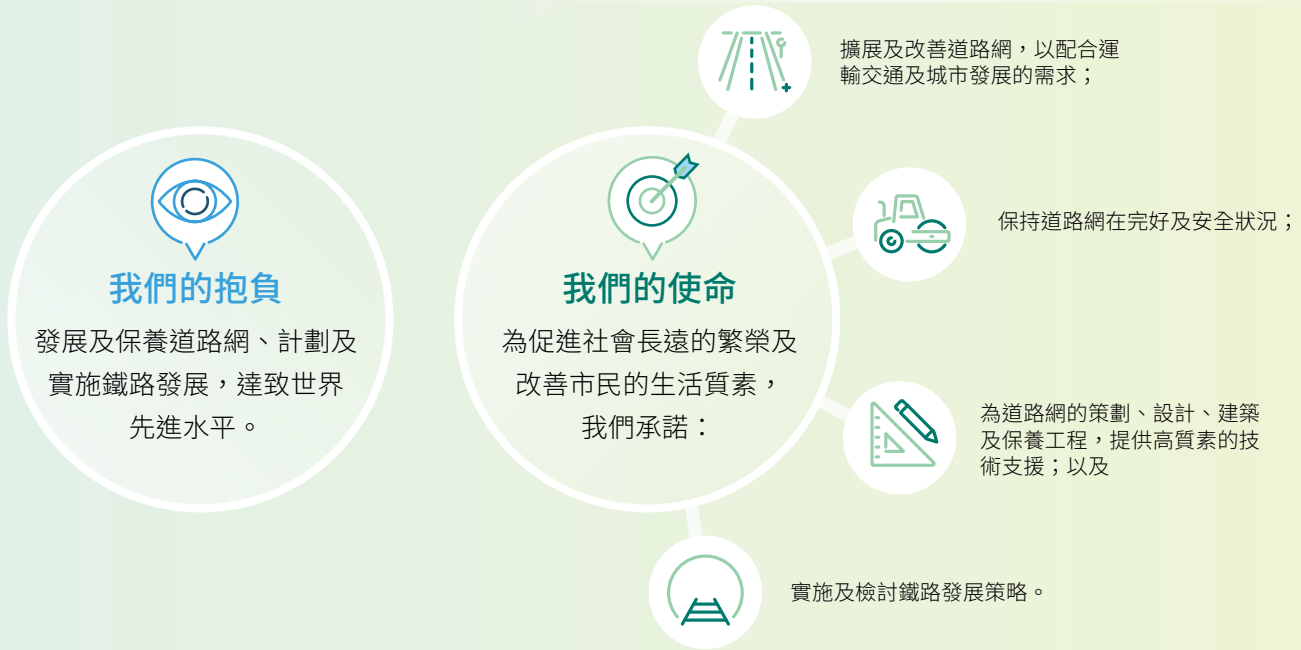 我們的抱負
發展及保養道路網、計劃及
實施鐵路發展，達致世界
先進水平。
我們的使命
為促進社會長遠的繁榮及
改善市民的生活質素，
我們承諾：
擴展及改善道路網，以配合運
輸交通及城市發展的需求；
保持道路網在完好及安全狀況；
為道路網的策劃、設計、建築
及保養工程，提供高質素的技
術支援；以及
實施及檢討鐵路發展策略。